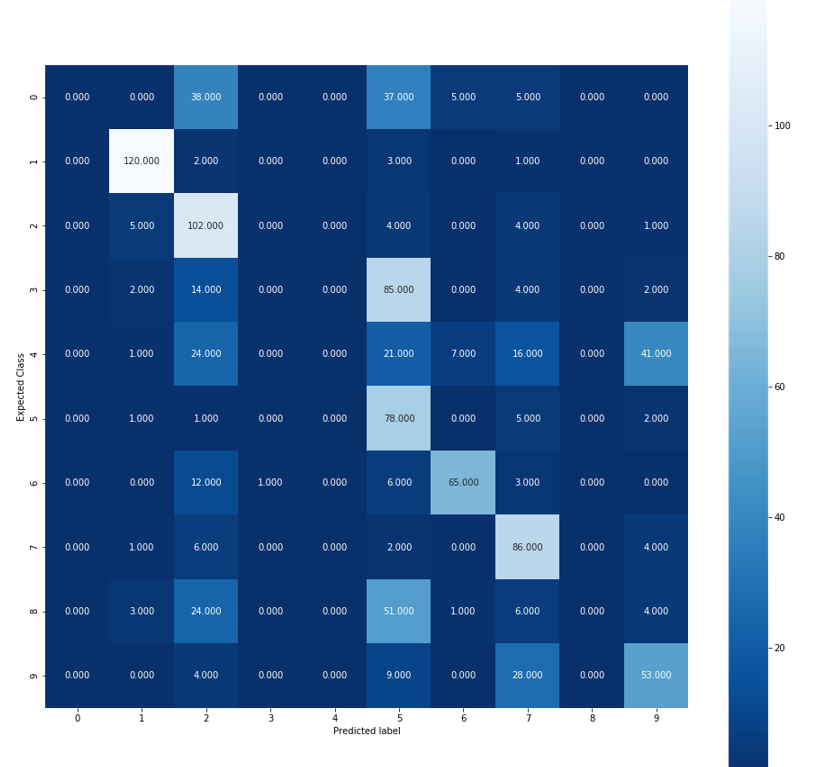 0 0.000 0.000 38.000 0.000 0.000 37.000 5.000 5.000 0.000 0.000
1 0.000 120.000 2.000 0.000 0.000 3.000 0.000 1.000 0.000 0.000
2 0.000 5.000 102.000 0.000 0.000 4.000 0.000 4.000 0.000 1.000
3 0.000 2.000 14.000 0.000 0.000 85.000 0.000 4.000 0.000 2.000
4 0.000 1.000 24.000 0.000 0.000 21.000 7.000 16.000 0.000 41.000
5 0.000 1.000 1.000 0.000 0.000 78.000 0.000 5.000 0.000 2.000
6 0.000 0.000 12.000 1.000 0.000 6.000 65.000 3.000 0.000 0.000
7 0.000 1.000 6.000 0.000 0.000 2.000 0.000 86.000 0.000 4.000
8 0.000 3.000 24.000 0.000 0.000 51.000 1.000 6.000 0.000 4.000
9 0.000 0.000 4.000 0.000 0.000 9.000 0.000 28.000 0.000 53.000
0 1 2 3 4 5 6 7 8 9
Predicted label
Expected Class
100
80
60
40
20